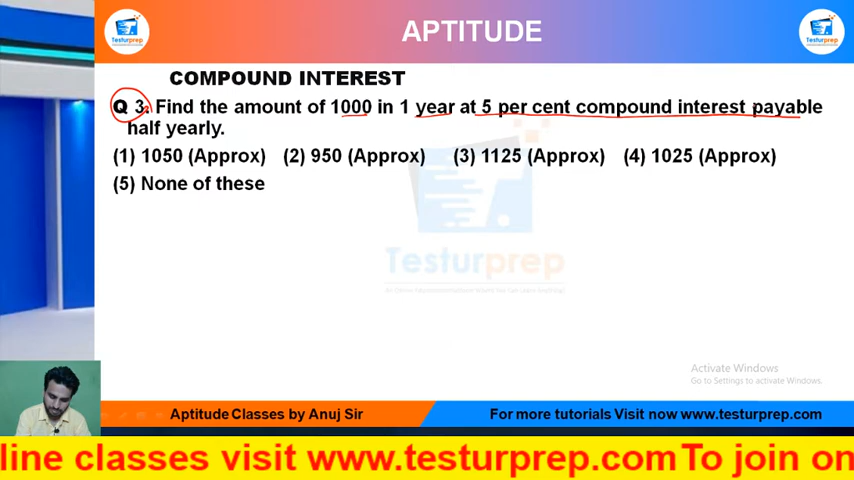 APTITUDE
Testurprep
Testurprep
COMPOUND INTEREST
Q 3. Find the amount of 1000 in 1 year at 5 per cent compound interest payable
half yearly.
(1) 1050 (Approx) (2) 950 (Approx) (3) 1125 (Approx) (4) 1025 (Approx)
(5) None of these
Testurprep
Activate Windows
Go to Settings to activate Windows.
Aptitude Classes by Anuj Sir
For more tutorials Visit now www.testurprep.com
line classes visit www.testurprep.com To join on